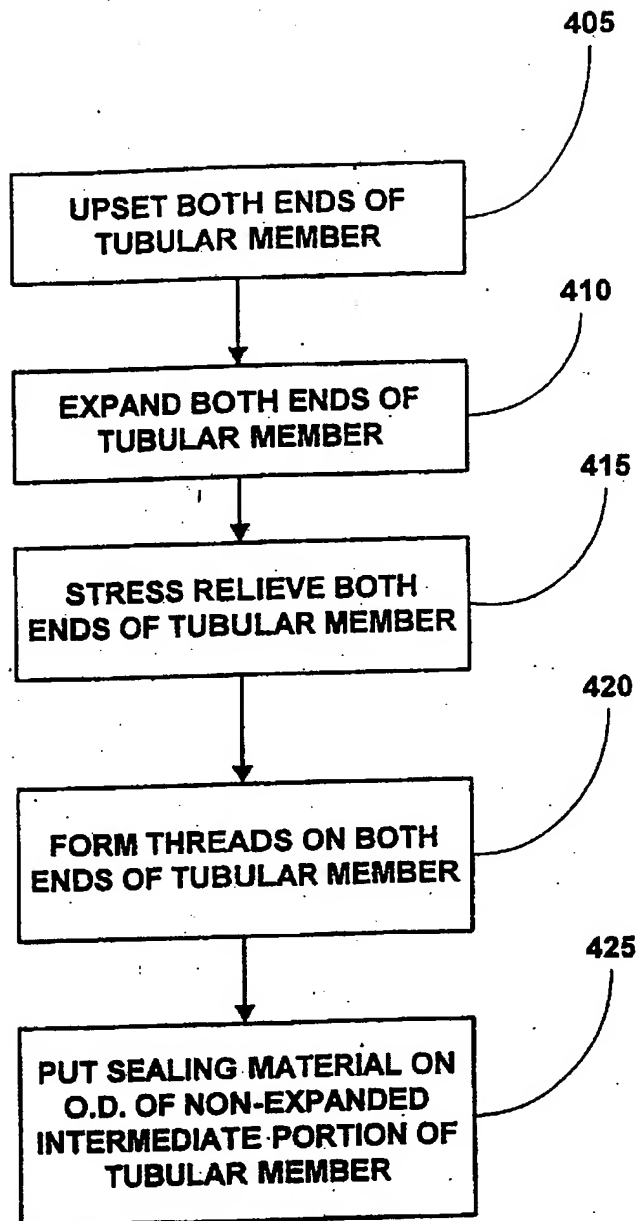 405
UPSET BOTH ENDS OF
TUBULAR MEMBER
410
EXPAND BOTH ENDS OF
TUBULAR MEMBER
415
STRESS RELIEVE BOTH
ENDS OF TUBULAR MEMBER
420
FORM THREADS ON BOTH
ENDS OF TUBULAR MEMBER
425
PUT SEALING MATERIAL ON
O.D. OF NON-EXPANDED
INTERMEDIATE PORTION OF
TUBULAR MEMBER